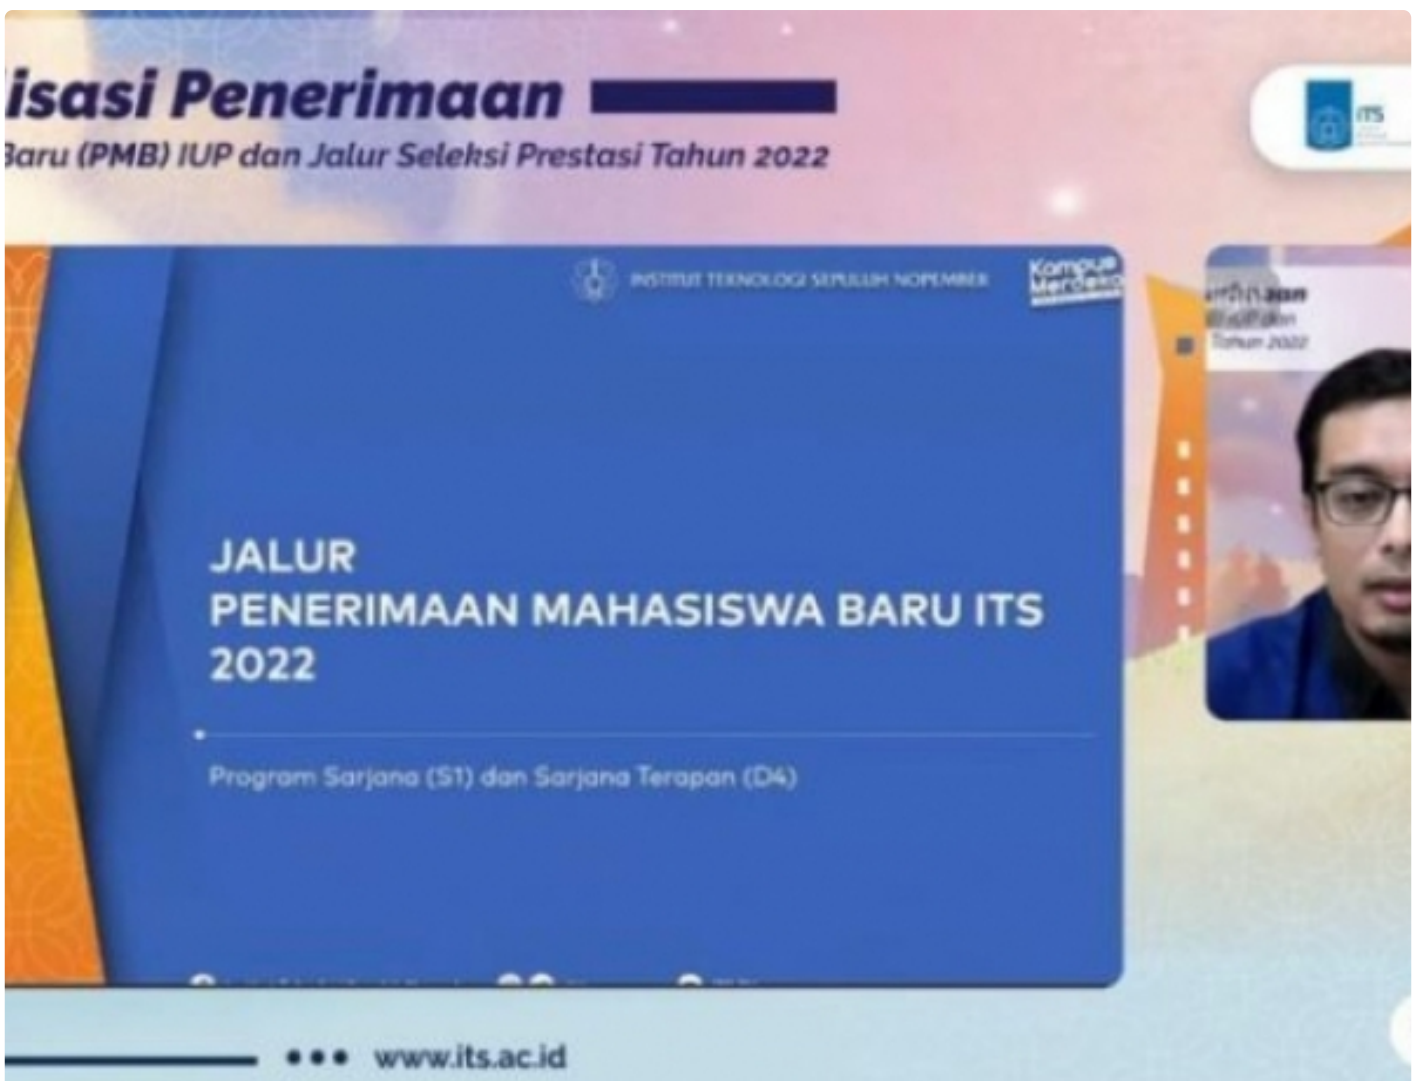 isasi Penerimaan
Baru (PMB) IUP dan Jalur Seleksi Prestasi Tahun 2022
ITS
INSTITUT TEKNOLOGI SEPULUH NOPEMBER
Kampus
Merdeka
Tahun 2022
JALUR
PENERIMAAN MAHASISWA BARU ITS
2022
Program Sarjana (S1) dan Sarjana Terapan (D4)
www.its.ac.id